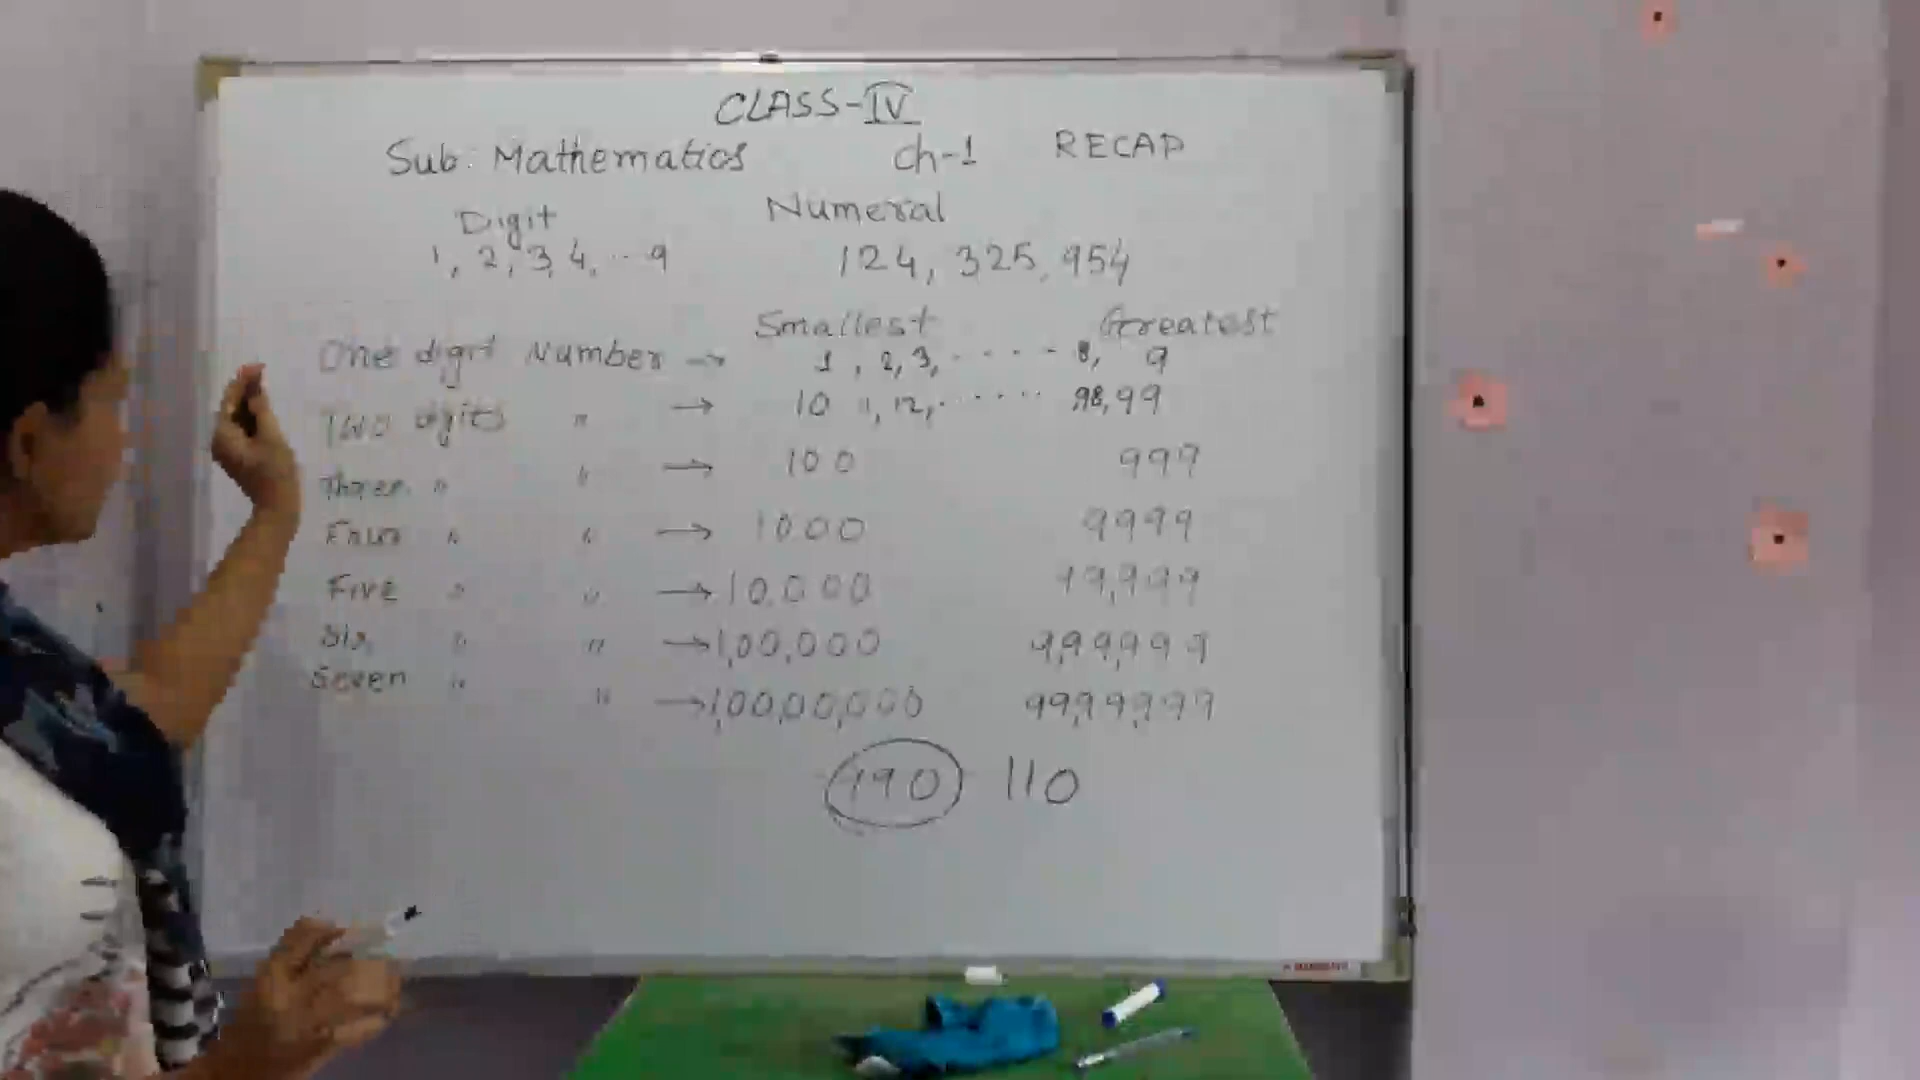 CLASS-IV
Sub: Mathematics Ch-1 RECAP
Digit Numeral
1, 2, 3, 4, ... 9 124, 325, 954
Smallest Greatest
One digit Number → 1, 2, 3, ..... 8, 9
Two digits " → 10 11, 12, ...... 98, 99
Three " " → 100 999
Four " " → 1000 9999
Five " " → 10,000 99,999
Six " " → 1,00,000 9,99,999
Seven " " → 1,00,00,000 99,99,999
190 110